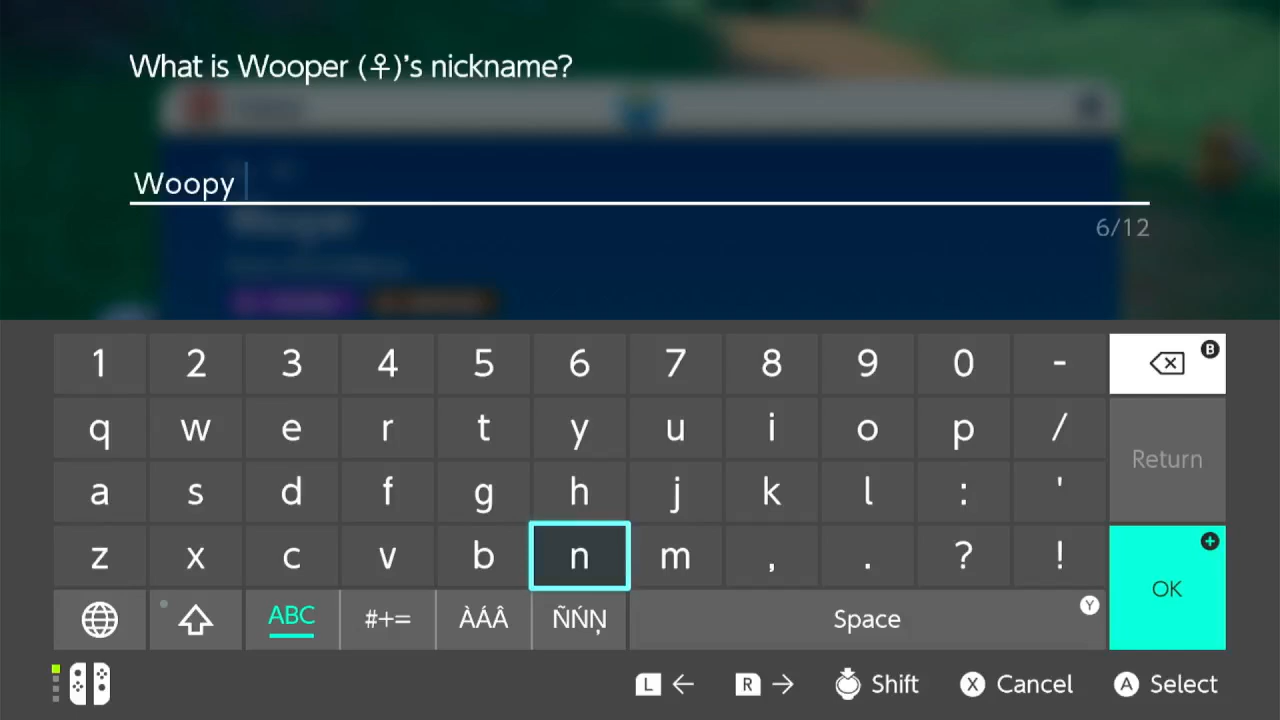 What is Wooper (♀)'s nickname?
Woopy
6/12
1 2 3 4 5 6 7 8 9 0 - B
q w e r t y u i o p / Return
a s d f g h j k l : '
z x c v b n m , . ? ! + OK
ABC #+= ÀÁÂ ÑŃŅ Space Y
L ← R → Shift X Cancel A Select